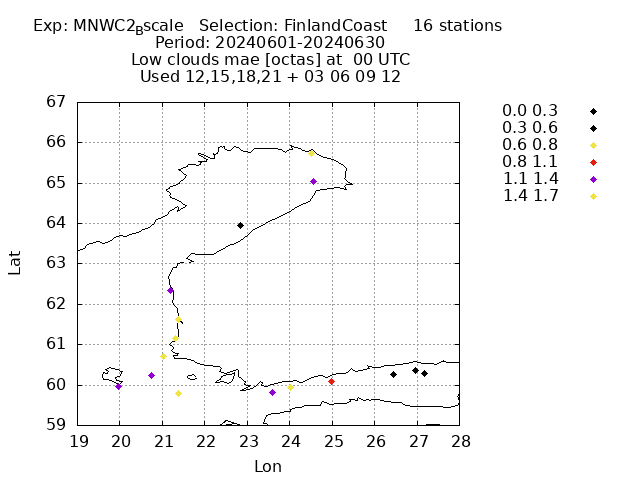 Exp: MNWC2Bscale   Selection: FinlandCoast     16 stations
Period: 20240601-20240630
Low clouds mae [octas] at  00 UTC
Used 12,15,18,21 + 03 06 09 12
67
66
65
64
63
62
61
60
59
19 20 21 22 23 24 25 26 27 28
Lat
Lon
0.0 0.3
0.3 0.6
0.6 0.8
0.8 1.1
1.1 1.4
1.4 1.7